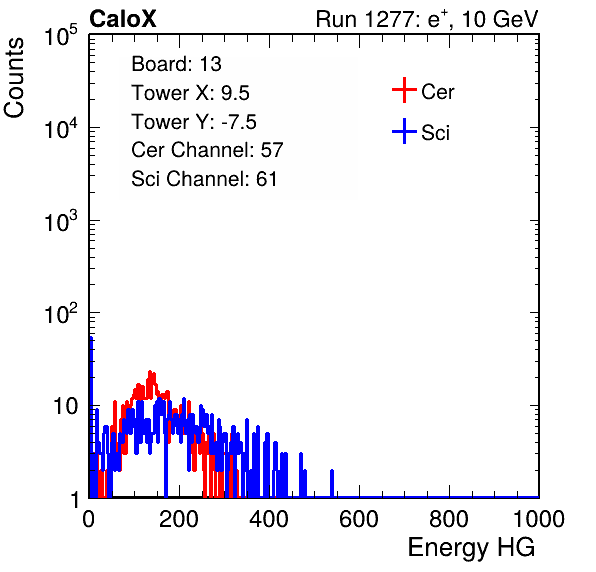 CaloX Run 1277: e⁺, 10 GeV
Counts
10⁵
10⁴
10³
10²
10
1
Board: 13
Tower X: 9.5
Tower Y: -7.5
Cer Channel: 57
Sci Channel: 61
Cer
Sci
0 200 400 600 800 1000
Energy HG